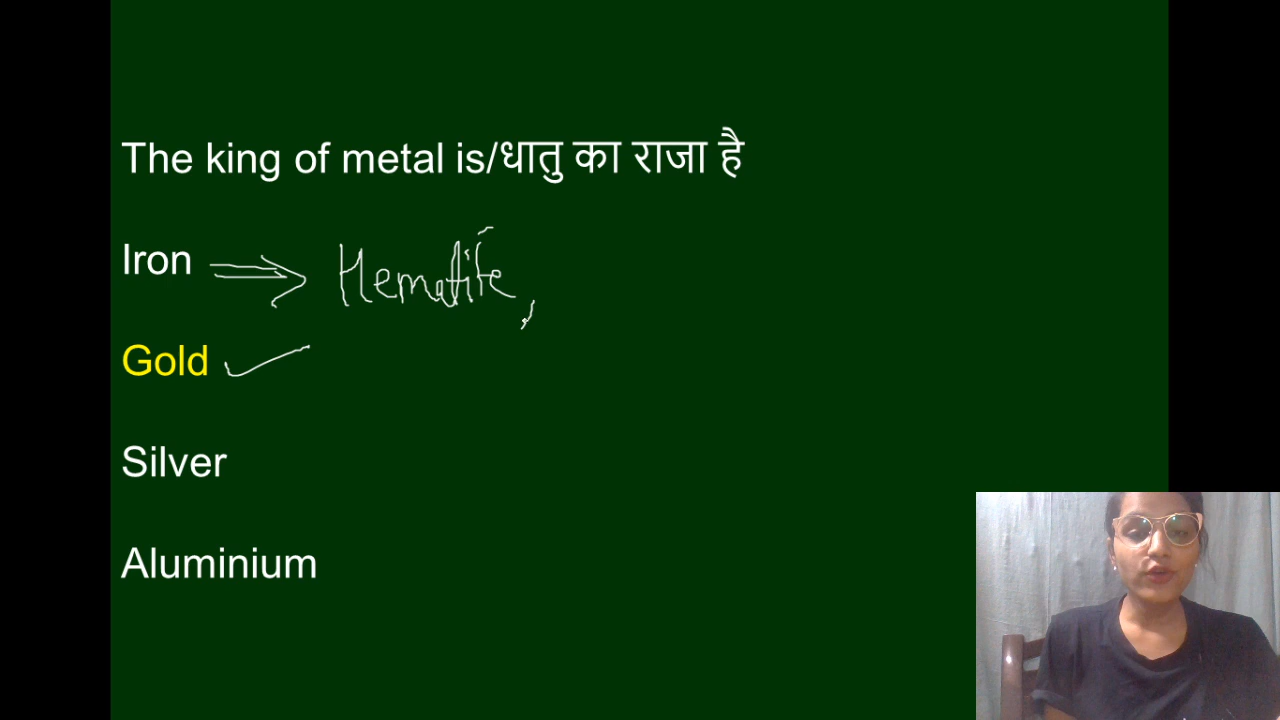 The king of metal is/धातु का राजा है
Iron ⇒ Hematite,
Gold ✓
Silver
Aluminium